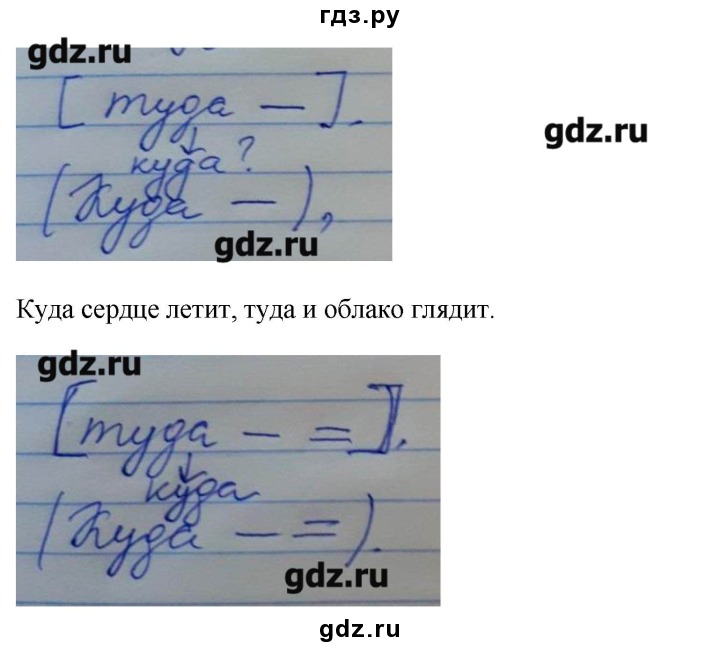 гдз.ру
gdz.ru
[ туда — ].
куда ?
(Куда — ),
gdz.ru
gdz.ru
Куда сердце летит, туда и облако глядит.
gdz.ru
[туда — =].
куда
(Куда — =).
gdz.ru
gdz.ru